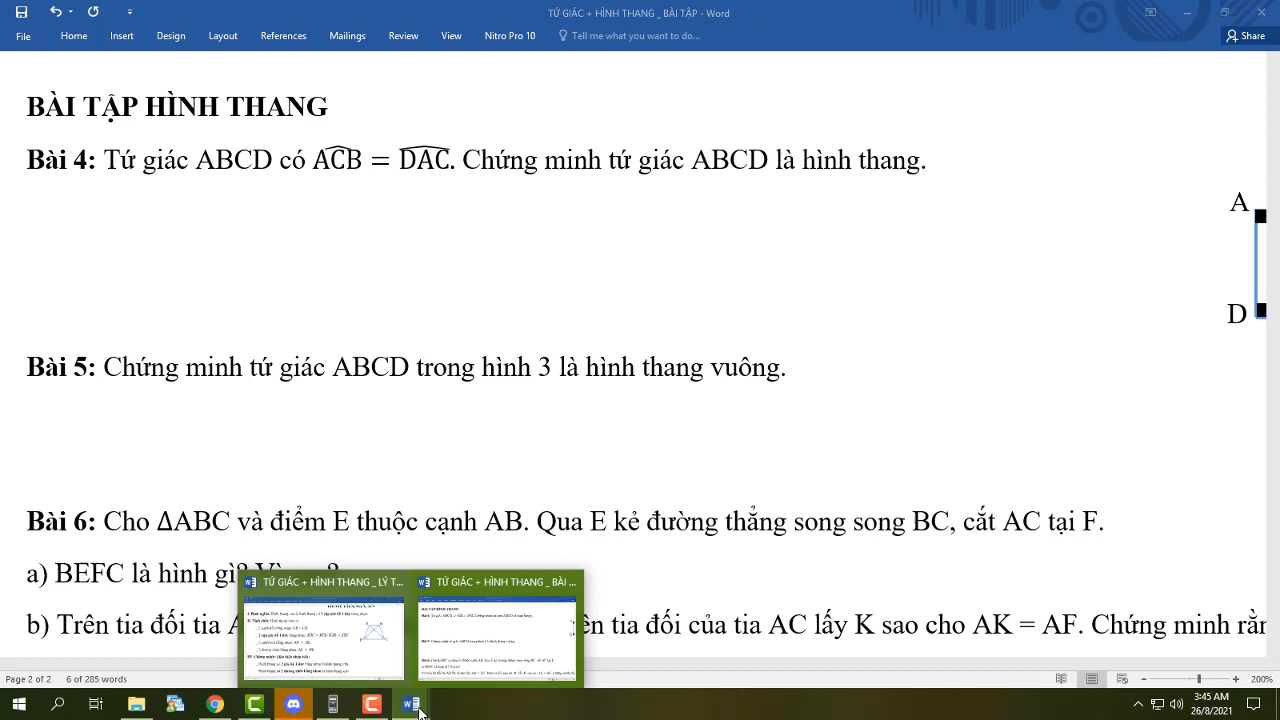 TỨ GIÁC + HÌNH THANG _ BÀI TẬP - Word
File Home Insert Design Layout References Mailings Review View Nitro Pro 10 Tell me what you want to do... Share
BÀI TẬP HÌNH THANG
Bài 4: Tứ giác ABCD có \widehat{ACB} = \widehat{DAC}. Chứng minh tứ giác ABCD là hình thang.
A
D
Bài 5: Chứng minh tứ giác ABCD trong hình 3 là hình thang vuông.
Bài 6: Cho ΔABC và điểm E thuộc cạnh AB. Qua E kẻ đường thẳng song song BC, cắt AC tại F.
a) BEFC là hình gì?
TỨ GIÁC + HÌNH THANG _ LÝ T... TỨ GIÁC + HÌNH THANG _ BÀI ...
b) Trên tia đối tia A ên tia đối của tia AC lấy K sao cho AK = AF. Chứng minh rằn
Page 2 of 2 6 of 285 words 200%
3:45 AM
26/8/2021